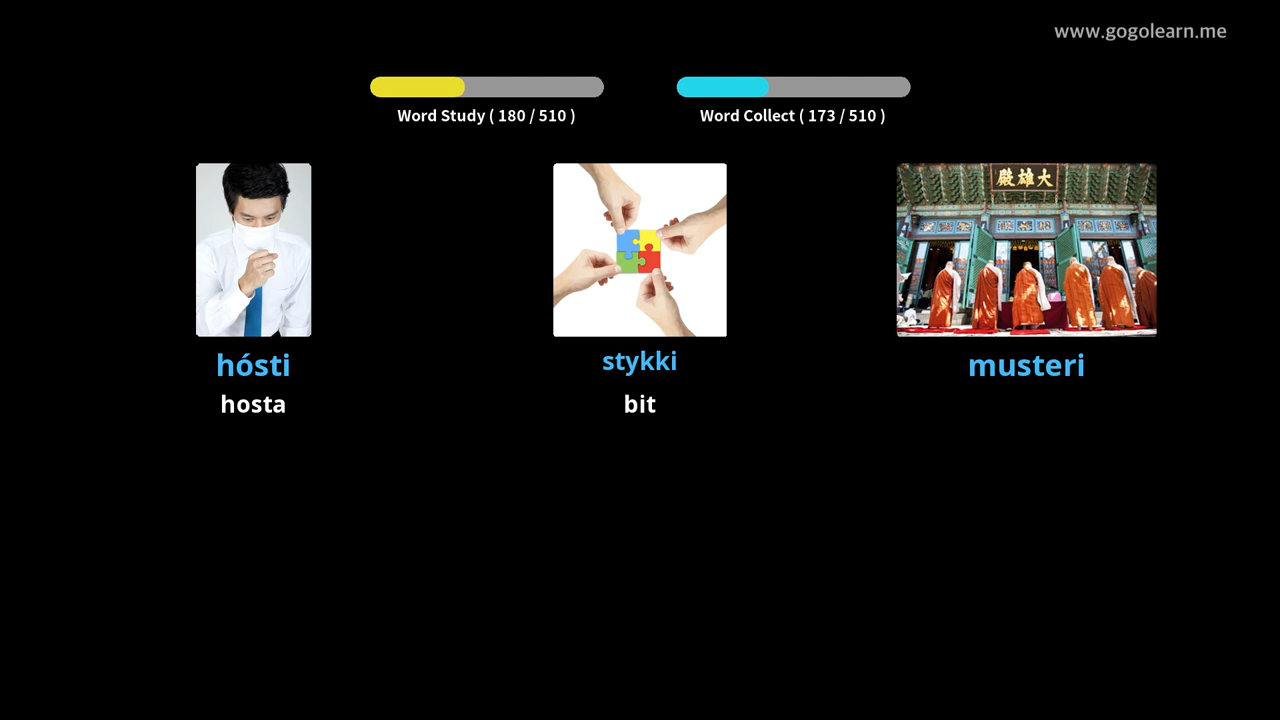 www.gogolearn.me
Word Study ( 180 / 510 )
Word Collect ( 173 / 510 )
殿雄大
hósti
hosta
stykki
bit
musteri